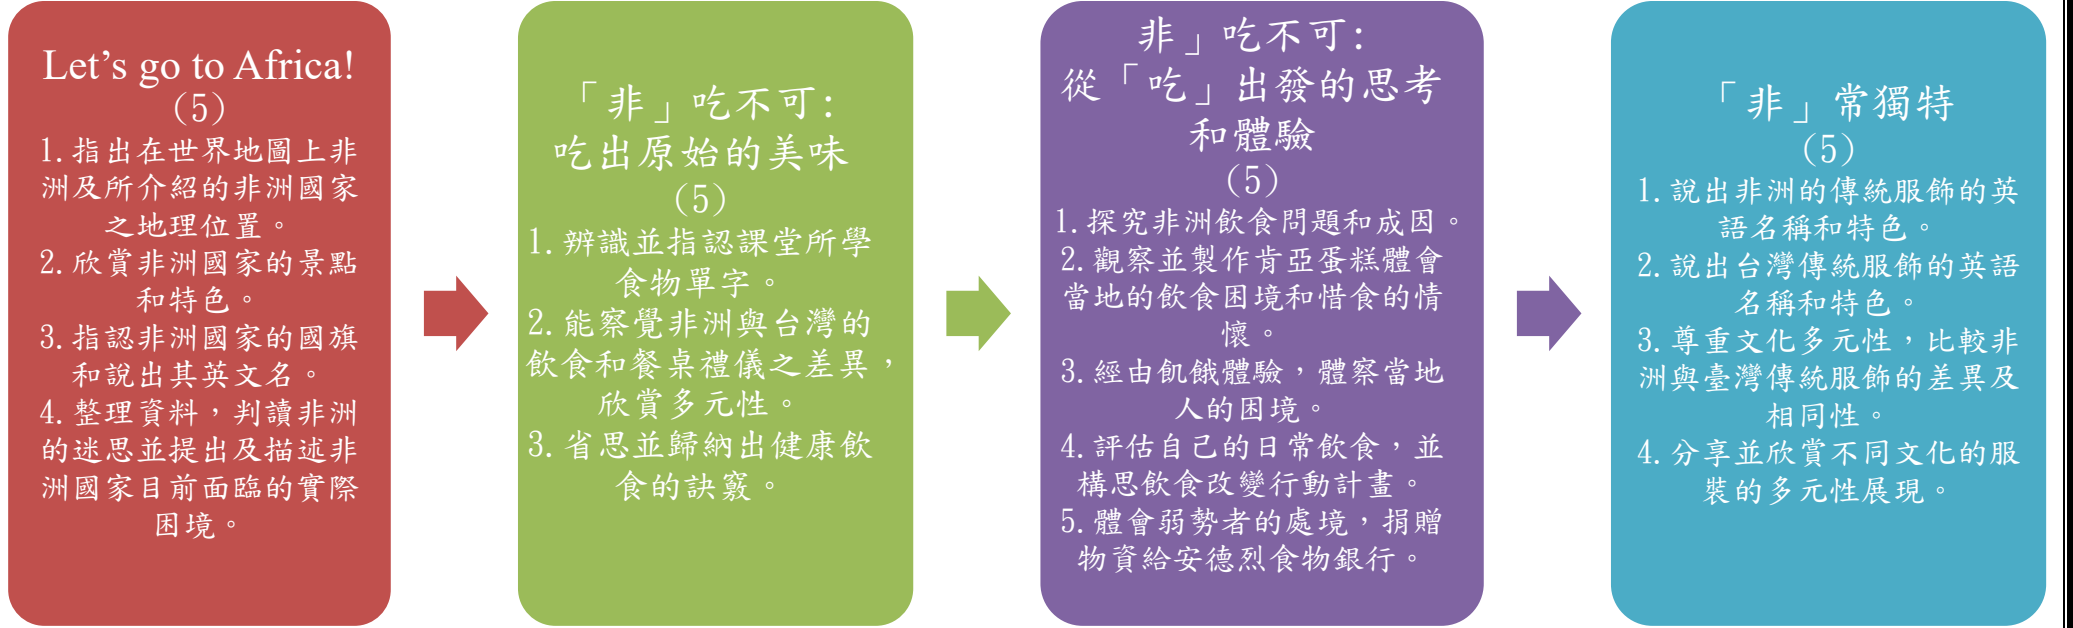 Let's go to Africa!
(5)
1.指出在世界地圖上非
洲及所介紹的非洲國家
之地理位置。
2.欣賞非洲國家的景點
和特色。
3.指認非洲國家的國旗
和說出其英文名。
4.整理資料，判讀非洲
的迷思並提出及描述非
洲國家目前面臨的實際
困境。
「非」吃不可:
吃出原始的美味
(5)
1.辨識並指認課堂所學
食物單字。
2.能察覺非洲與台灣的
飲食和餐桌禮儀之差異，
欣賞多元性。
3.省思並歸納出健康飲
食的訣竅。
非」吃不可:
從「吃」出發的思考
和體驗
(5)
1.探究非洲飲食問題和成因。
2.觀察並製作肯亞蛋糕體會
當地的飲食困境和惜食的情
懷。
3.經由飢餓體驗，體察當地
人的困境。
4.評估自己的日常飲食，並
構思飲食改變行動計畫。
5.體會弱勢者的處境，捐贈
物資給安德烈食物銀行。
「非」常獨特
(5)
1.說出非洲的傳統服飾的英
語名稱和特色。
2.說出台灣傳統服飾的英語
名稱和特色。
3.尊重文化多元性，比較非
洲與臺灣傳統服飾的差異及
相同性。
4.分享並欣賞不同文化的服
裝的多元性展現。